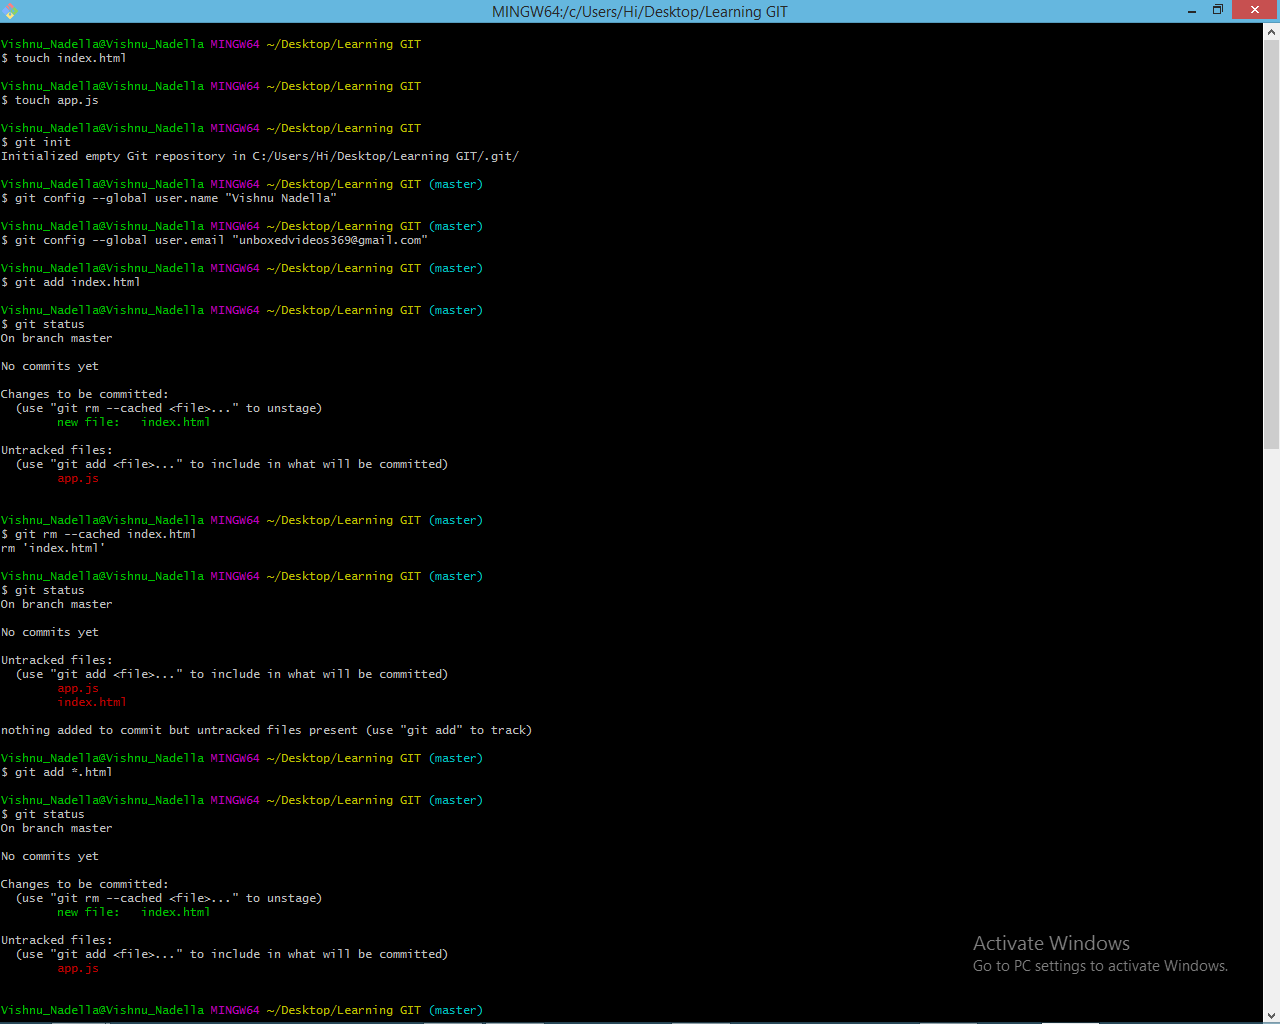 MINGW64:/c/Users/Hi/Desktop/Learning GIT
Vishnu_Nadella@Vishnu_Nadella MINGW64 ~/Desktop/Learning GIT
$ touch index.html
Vishnu_Nadella@Vishnu_Nadella MINGW64 ~/Desktop/Learning GIT
$ touch app.js
Vishnu_Nadella@Vishnu_Nadella MINGW64 ~/Desktop/Learning GIT
$ git init
Initialized empty Git repository in C:/Users/Hi/Desktop/Learning GIT/.git/
Vishnu_Nadella@Vishnu_Nadella MINGW64 ~/Desktop/Learning GIT (master)
$ git config --global user.name "Vishnu Nadella"
Vishnu_Nadella@Vishnu_Nadella MINGW64 ~/Desktop/Learning GIT (master)
$ git config --global user.email "unboxedvideos369@gmail.com"
Vishnu_Nadella@Vishnu_Nadella MINGW64 ~/Desktop/Learning GIT (master)
$ git add index.html
Vishnu_Nadella@Vishnu_Nadella MINGW64 ~/Desktop/Learning GIT (master)
$ git status
On branch master
No commits yet
Changes to be committed:
(use "git rm --cached <file>..." to unstage)
new file:   index.html
Untracked files:
(use "git add <file>..." to include in what will be committed)
app.js
Vishnu_Nadella@Vishnu_Nadella MINGW64 ~/Desktop/Learning GIT (master)
$ git rm --cached index.html
rm 'index.html'
Vishnu_Nadella@Vishnu_Nadella MINGW64 ~/Desktop/Learning GIT (master)
$ git status
On branch master
No commits yet
Untracked files:
(use "git add <file>..." to include in what will be committed)
app.js
index.html
nothing added to commit but untracked files present (use "git add" to track)
Vishnu_Nadella@Vishnu_Nadella MINGW64 ~/Desktop/Learning GIT (master)
$ git add *.html
Vishnu_Nadella@Vishnu_Nadella MINGW64 ~/Desktop/Learning GIT (master)
$ git status
On branch master
No commits yet
Changes to be committed:
(use "git rm --cached <file>..." to unstage)
new file:   index.html
Untracked files:
(use "git add <file>..." to include in what will be committed)
app.js
Vishnu_Nadella@Vishnu_Nadella MINGW64 ~/Desktop/Learning GIT (master)
Activate Windows
Go to PC settings to activate Windows.